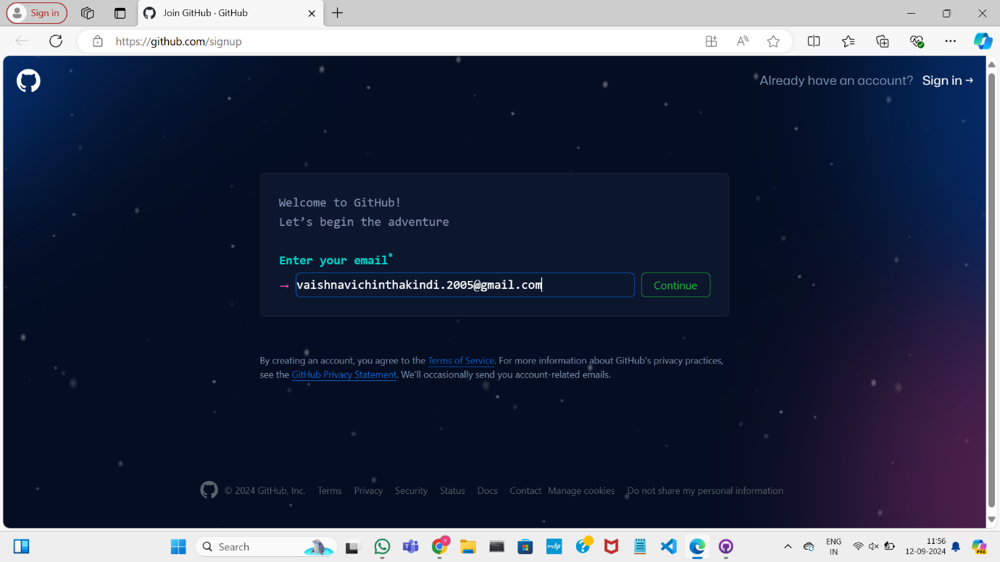 Sign in
Join GitHub · GitHub
https://github.com/signup
Already have an account? Sign in →
Welcome to GitHub!
Let’s begin the adventure
Enter your email*
→ vaishnavichinthakindi.2005@gmail.com Continue
By creating an account, you agree to the Terms of Service. For more information about GitHub's privacy practices,
see the GitHub Privacy Statement. We'll occasionally send you account-related emails.
© 2024 GitHub, Inc. Terms Privacy Security Status Docs Contact Manage cookies Do not share my personal information
Search
ENG
IN
11:56
12-09-2024
PRE